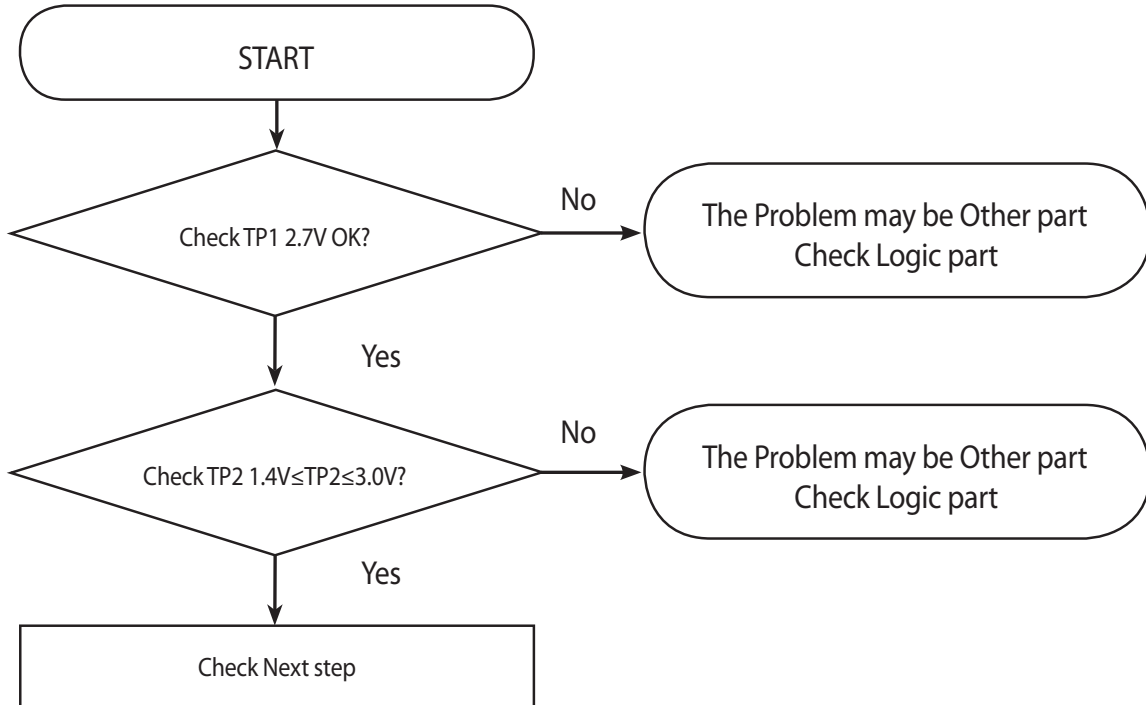 START
Check TP1 2.7V OK?
No
The Problem may be Other part
Check Logic part
Yes
Check TP2 1.4V≤TP2≤3.0V?
No
The Problem may be Other part
Check Logic part
Yes
Check Next step